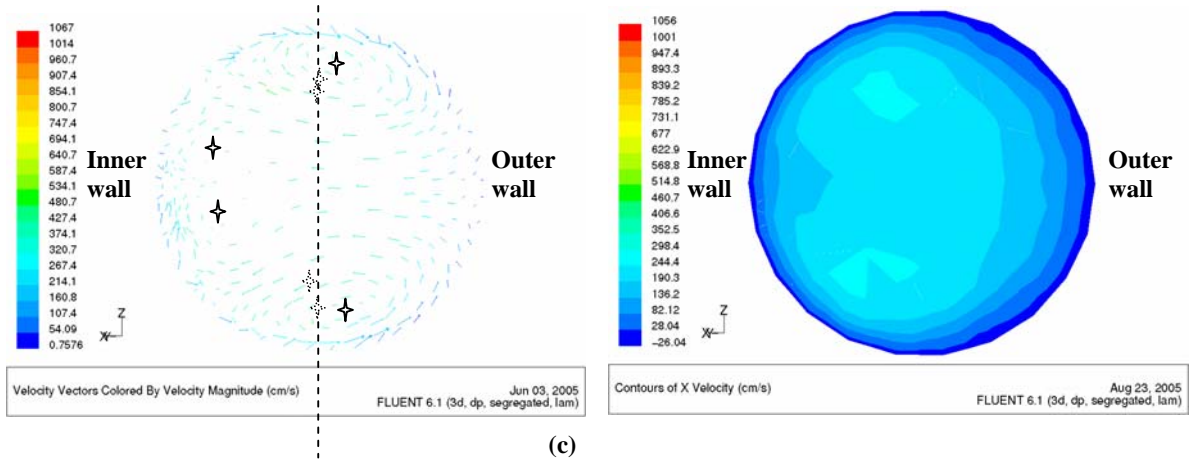 1067
1014
960.7
907.4
854.1
800.7
747.4
694.1
640.7
587.4
534.1
480.7
427.4
374.1
320.7
267.4
214.1
160.8
107.4
54.09
0.7576
Inner
wall
Outer
wall
Z
Y X
Velocity Vectors Colored By Velocity Magnitude (cm/s)
Jun 03, 2005
FLUENT 6.1 (3d, dp, segregated, lam)
1056
1001
947.4
893.3
839.2
785.2
731.1
677
622.9
568.8
514.8
460.7
406.6
352.5
298.4
244.4
190.3
136.2
82.12
28.04
-26.04
Inner
wall
Outer
wall
Z
Y X
Contours of X Velocity (cm/s)
Aug 23, 2005
FLUENT 6.1 (3d, dp, segregated, lam)
(c)